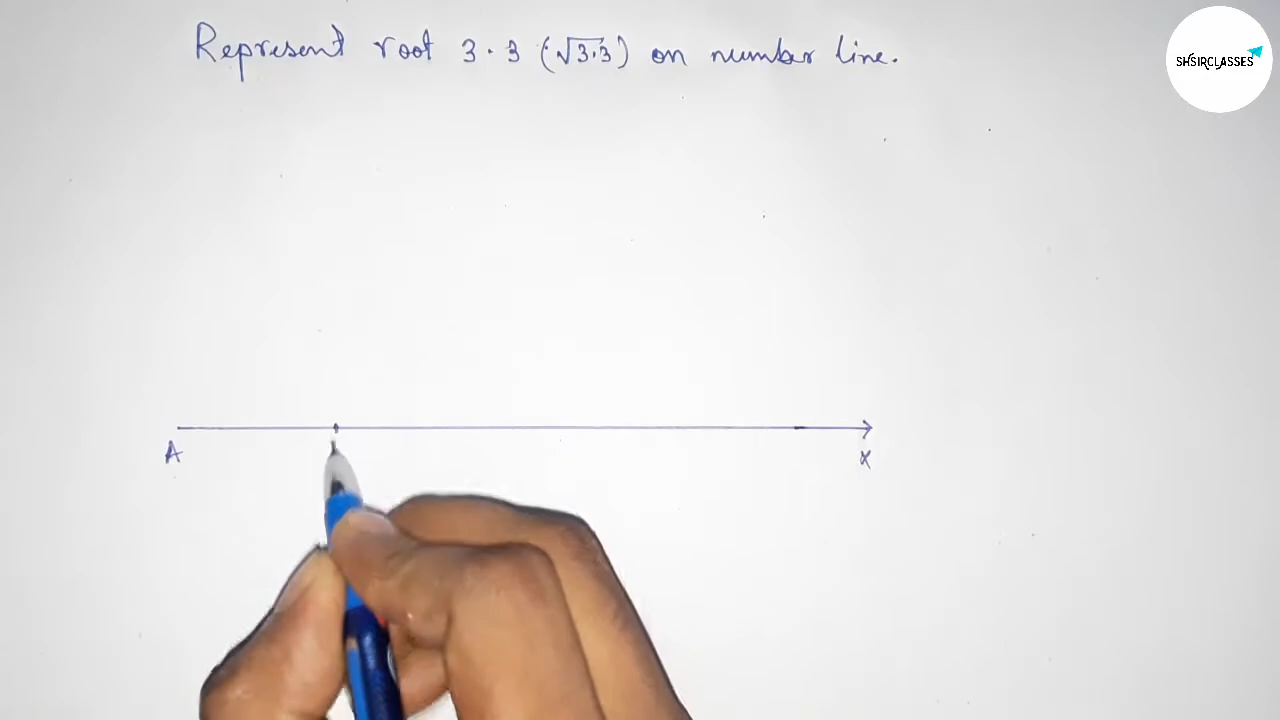 Represent root 3.3 (√3.3) on number line.
SHSIRCLASSES
A
X